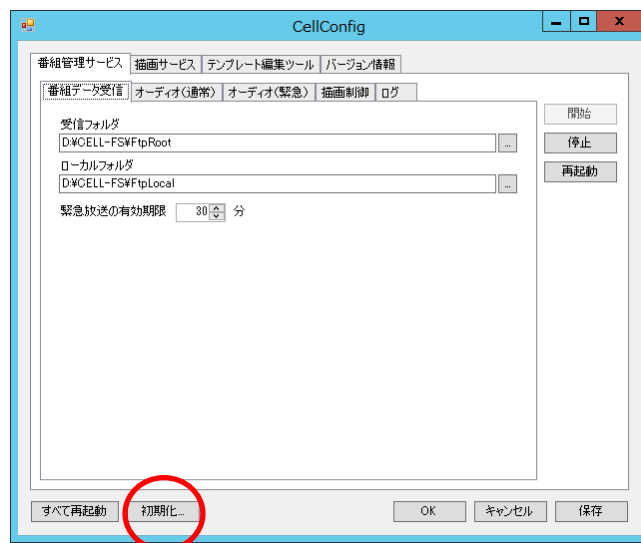 CellConfig
番組管理サービス 描画サービス テンプレート編集ツール バージョン情報
番組データ受信 オーディオ(通常) オーディオ(緊急) 描画制御 ログ
開始
受信フォルダ
D:¥CELL-FS¥FtpRoot ...
停止
ローカルフォルダ
再起動
D:¥CELL-FS¥FtpLocal ...
緊急放送の有効期限 30 分
すべて再起動 初期化... OK キャンセル 保存